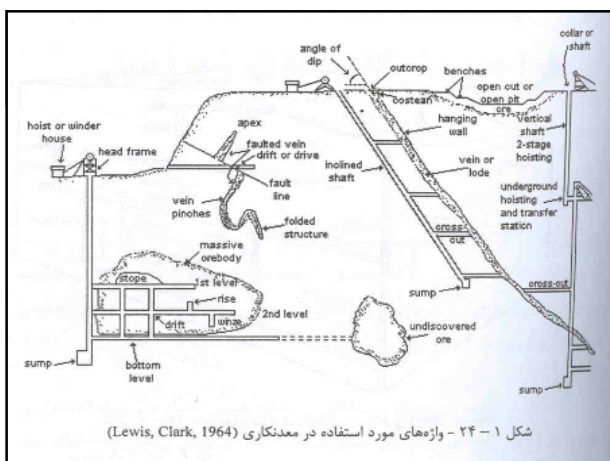 angle of
dip
outcrop
costean
benches
open out or
open pit
ore
collar or
shaft
hanging
wall
vertical
shaft
2-stage
hoisting
hoist or winder
house
head frame
apex
faulted vein
drift or drive
fault
line
vein
pinches
folded
structure
inolined
shaft
vein or
lode
underground
hoisting
and transfer
station
massive
orebody
stope
1st level
rise
2nd level
winze
drift
cross-
out
cross-out
sump
sump
bottom
level
undiscovered
ore
sump
شکل ۱ – ۲۴ - واژه‌های مورد استفاده در معدنکاری (Lewis, Clark, 1964)